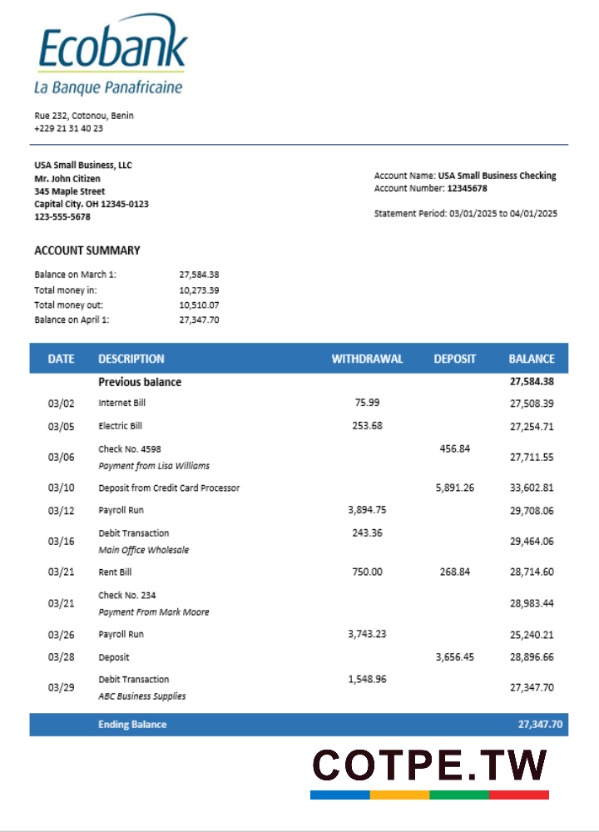 Ecobank
La Banque Panafricaine
Rue 232, Cotonou, Benin
+229 21 31 40 23
USA Small Business, LLC
Mr. John Citizen
345 Maple Street
Capital City. OH 12345-0123
123-555-5678
Account Name: USA Small Business Checking
Account Number: 12345678
Statement Period: 03/01/2025 to 04/01/2025
ACCOUNT SUMMARY
Balance on March 1: 27,584.38
Total money in: 10,273.39
Total money out: 10,510.07
Balance on April 1: 27,347.70
DATE DESCRIPTION WITHDRAWAL DEPOSIT BALANCE
Previous balance 27,584.38
03/02 Internet Bill 75.99 27,508.39
03/05 Electric Bill 253.68 27,254.71
03/06 Check No. 4598 456.84 27,711.55
Payment from Lisa Williams
03/10 Deposit from Credit Card Processor 5,891.26 33,602.81
03/12 Payroll Run 3,894.75 29,708.06
03/16 Debit Transaction 243.36 29,464.06
Main Office Wholesale
03/21 Rent Bill 750.00 268.84 28,714.60
03/21 Check No. 234 28,983.44
Payment From Mark Moore
03/26 Payroll Run 3,743.23 25,240.21
03/28 Deposit 3,656.45 28,896.66
03/29 Debit Transaction 1,548.96 27,347.70
ABC Business Supplies
Ending Balance 27,347.70
COTPE.TW